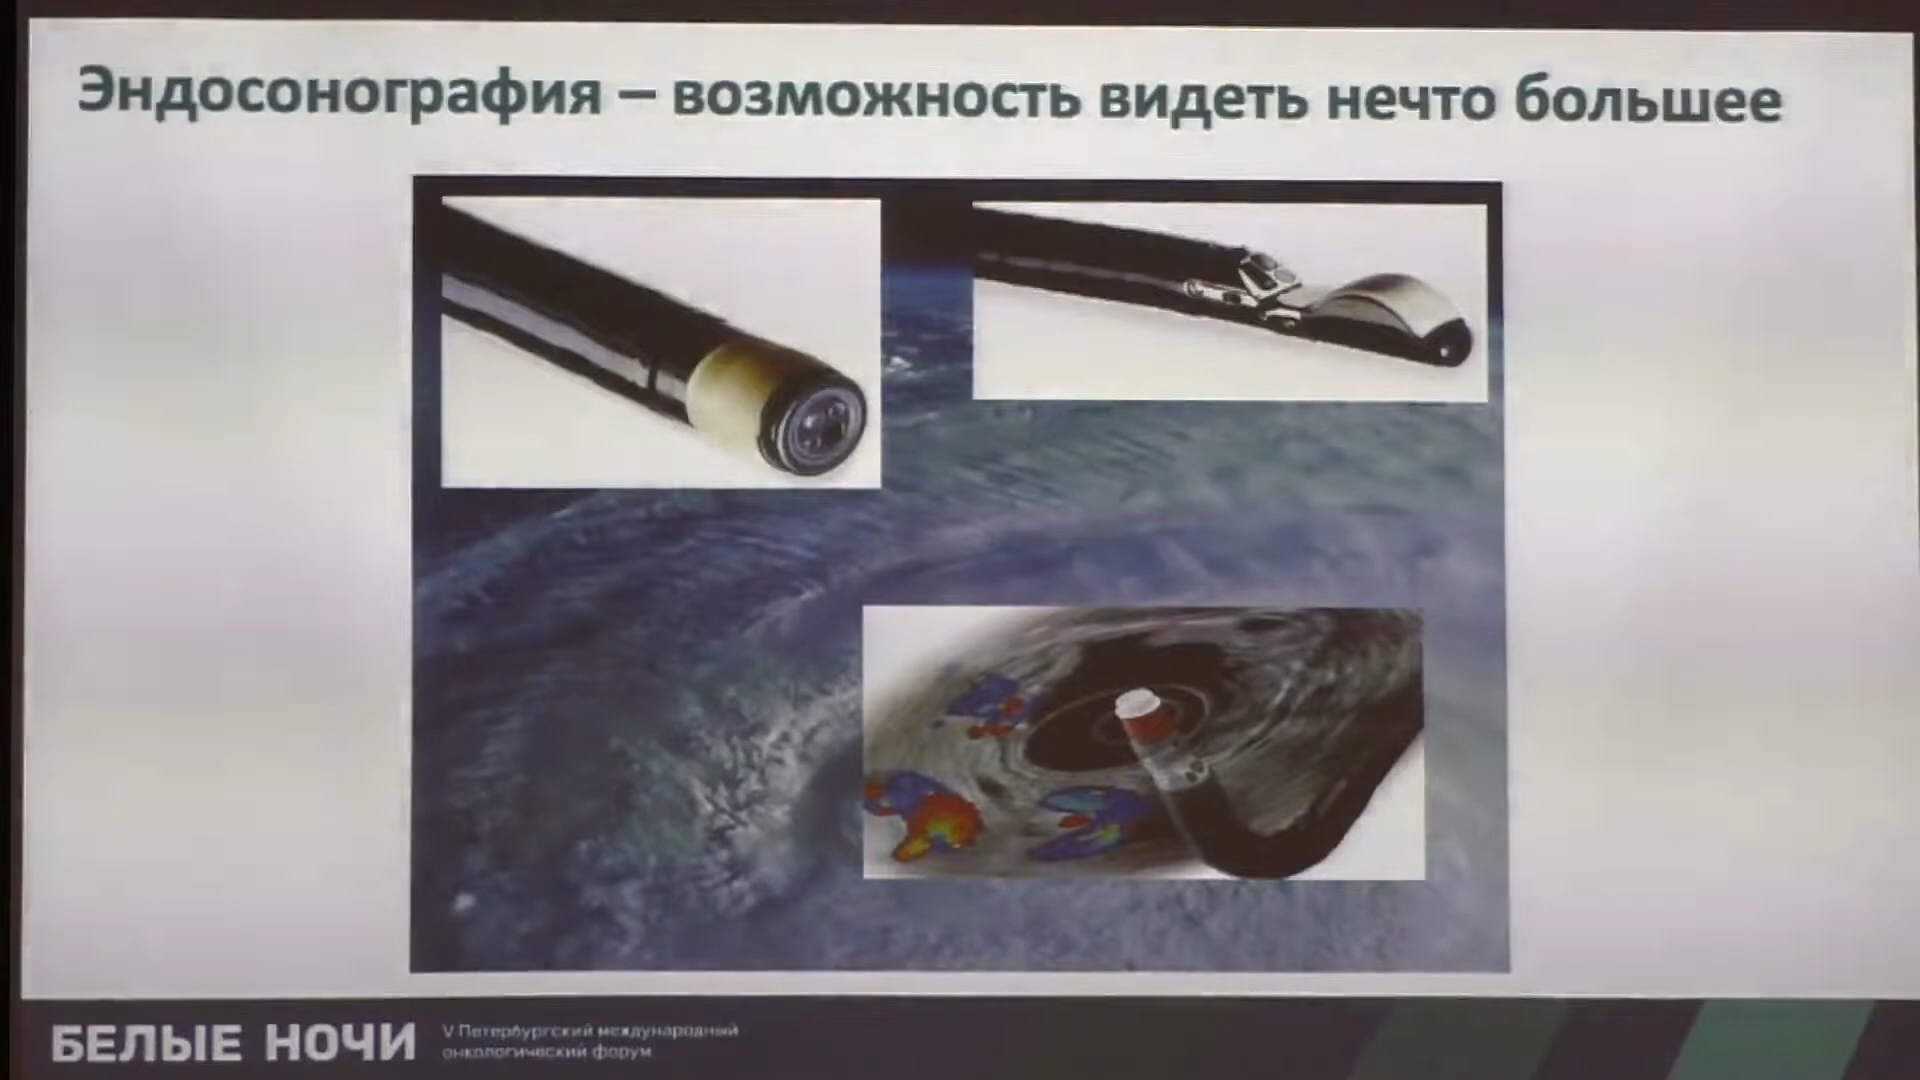 Эндосонография – возможность видеть нечто большее
БЕЛЫЕ НОЧИ
V Петербургский международный
онкологический форум